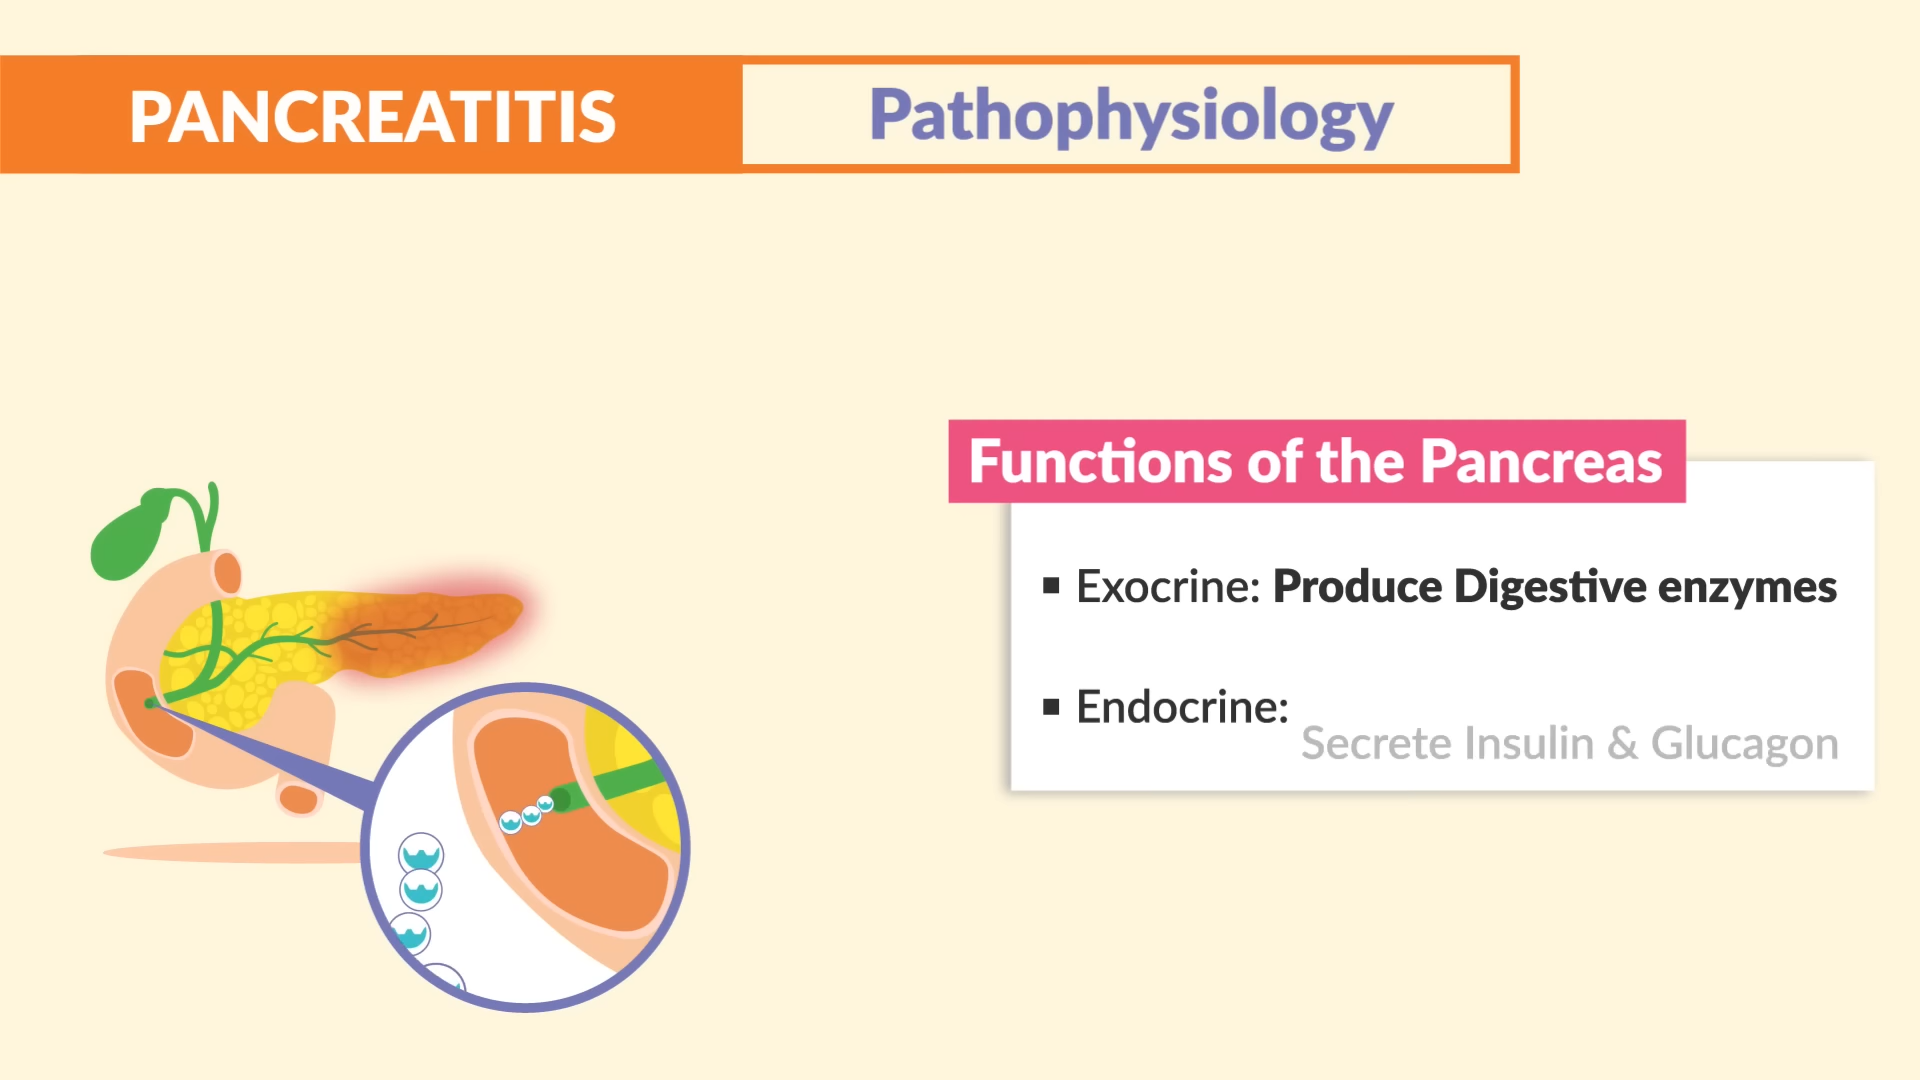 PANCREATITIS
Pathophysiology
Functions of the Pancreas
▪ Exocrine: Produce Digestive enzymes
▪ Endocrine: Secrete Insulin & Glucagon